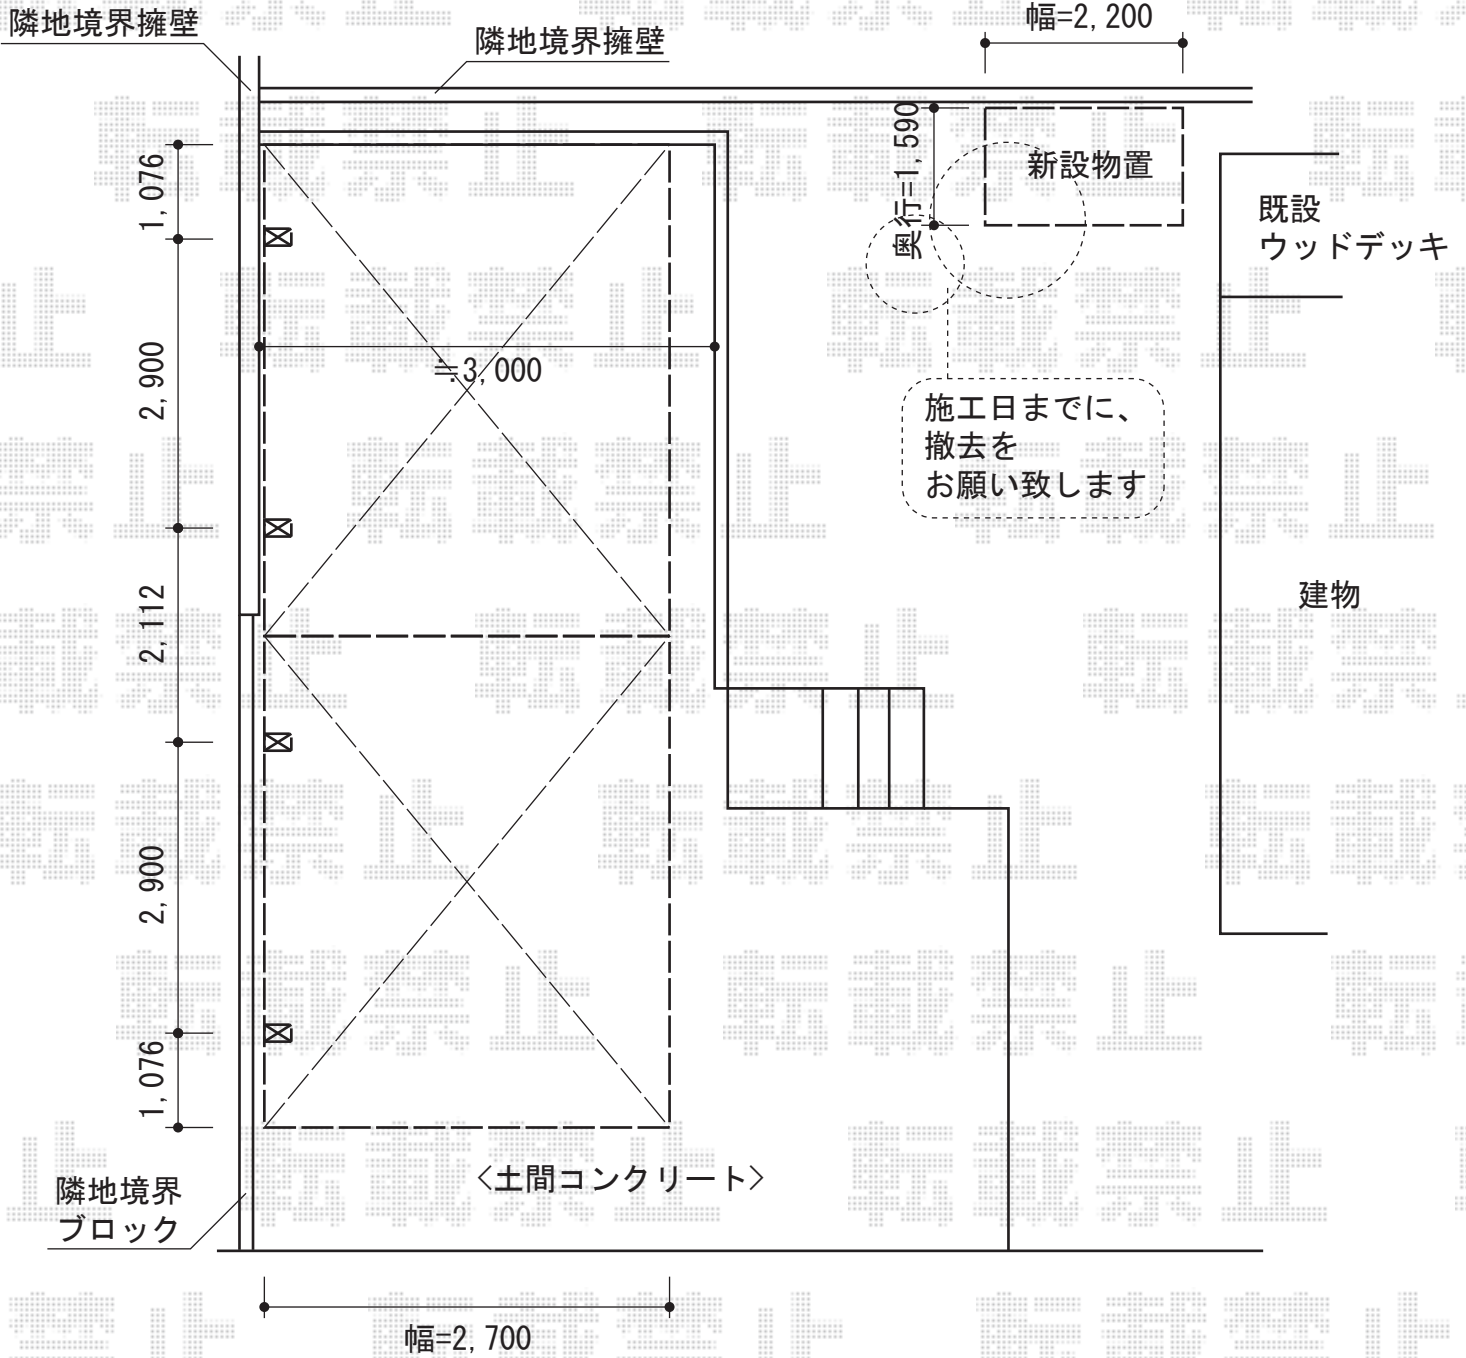 隣地境界擁壁
隣地境界擁壁
幅=2,200
奥行=1,590
新設物置
既設
ウッドデッキ
1,076
2,900
≒3,000
施工日までに、
撤去を
お願い致します
2,112
建物
2,900
1,076
隣地境界
ブロック
<土間コンクリート>
幅=2,700
転載禁止